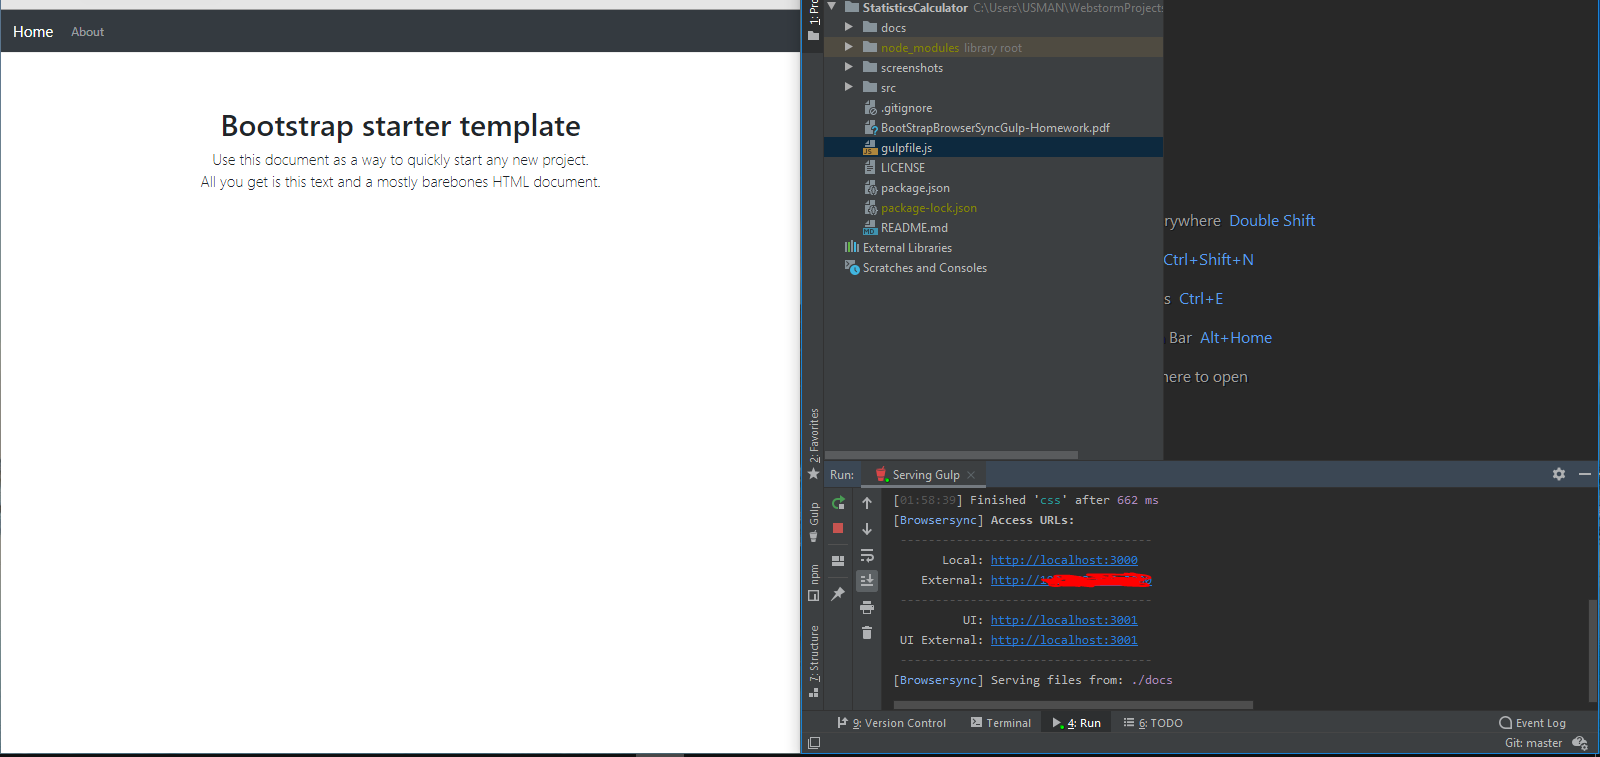 Home About
Bootstrap starter template
Use this document as a way to quickly start any new project.
All you get is this text and a mostly barebones HTML document.
StatisticsCalculator C:\Users\USMAN\WebstormProjects
docs
node_modules library root
screenshots
src
.gitignore
BootStrapBrowserSyncGulp-Homework.pdf
gulpfile.js
LICENSE
package.json
package-lock.json
README.md
External Libraries
Scratches and Consoles
rywhere Double Shift
Ctrl+Shift+N
s Ctrl+E
Bar Alt+Home
here to open
2: Favorites
Gulp
npm
7: Structure
Run: Serving Gulp
[01:58:39] Finished 'css' after 662 ms
[Browsersync] Access URLs:
-----------------------------------
Local: http://localhost:3000
External: http://
-----------------------------------
UI: http://localhost:3001
UI External: http://localhost:3001
-----------------------------------
[Browsersync] Serving files from: ./docs
9: Version Control Terminal 4: Run 6: TODO Event Log
Git: master